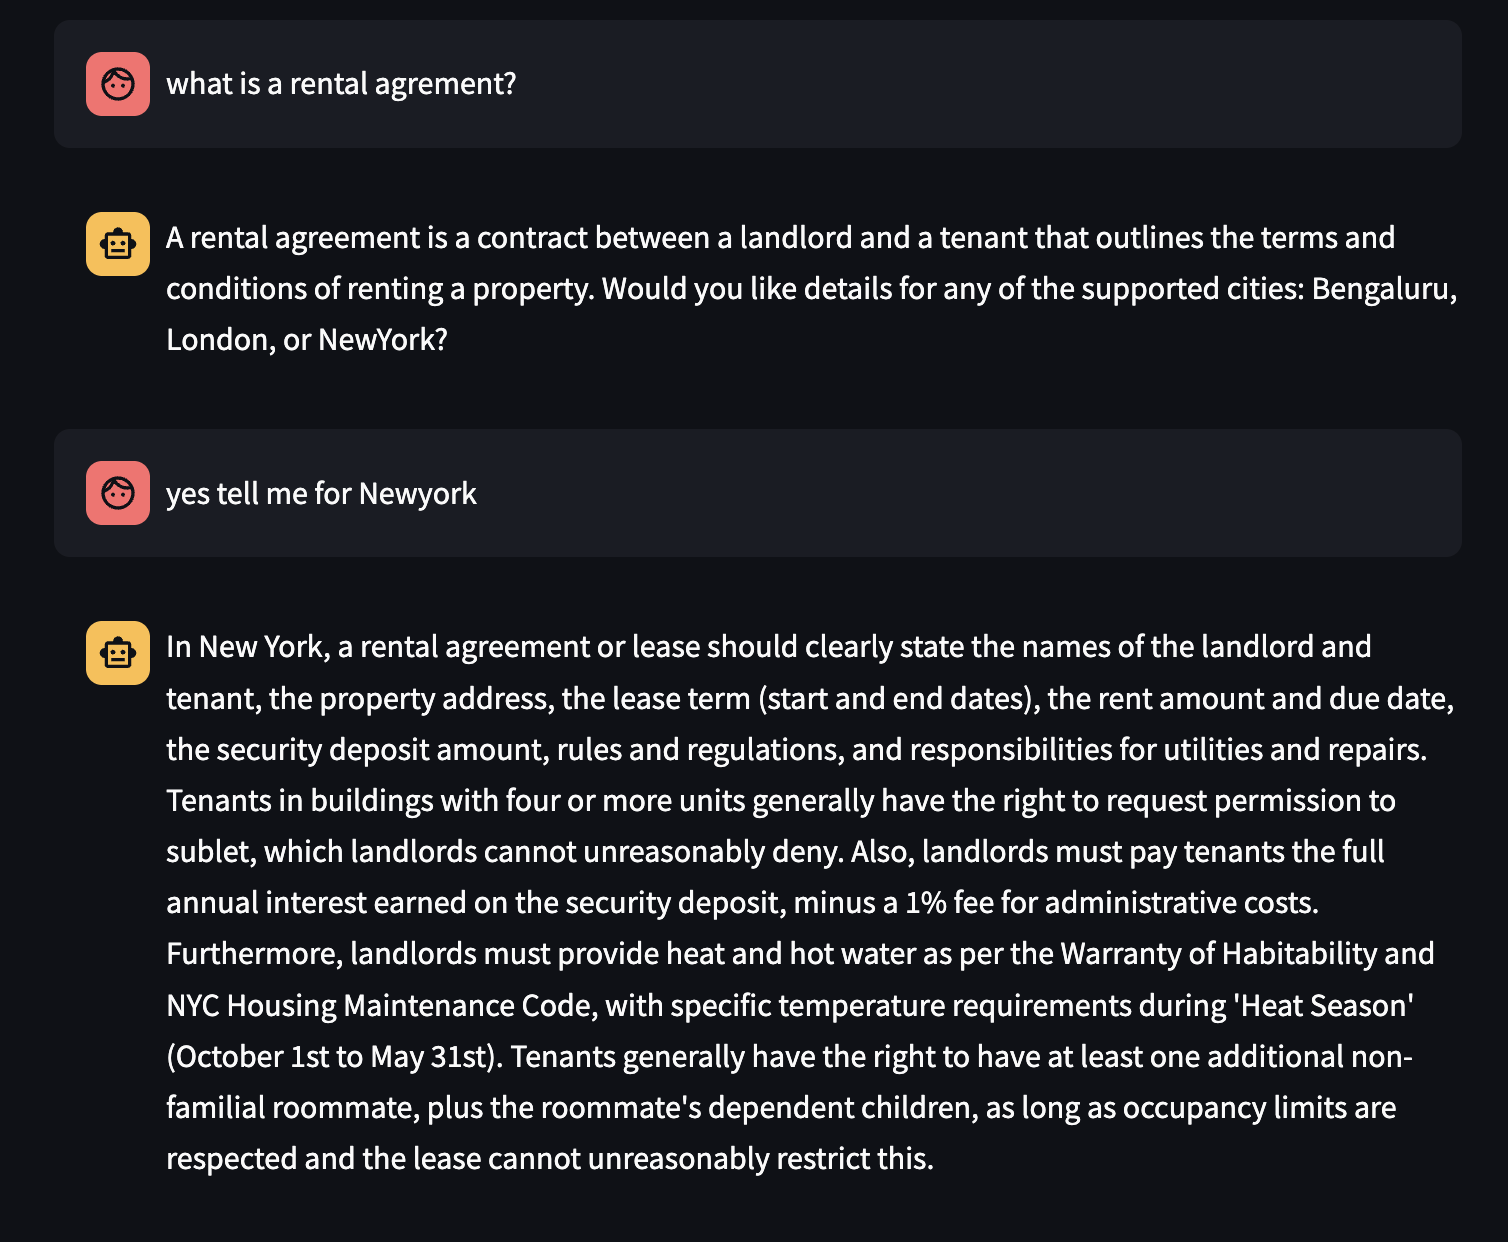 what is a rental agrement?
A rental agreement is a contract between a landlord and a tenant that outlines the terms and
conditions of renting a property. Would you like details for any of the supported cities: Bengaluru,
London, or NewYork?
yes tell me for Newyork
In New York, a rental agreement or lease should clearly state the names of the landlord and
tenant, the property address, the lease term (start and end dates), the rent amount and due date,
the security deposit amount, rules and regulations, and responsibilities for utilities and repairs.
Tenants in buildings with four or more units generally have the right to request permission to
sublet, which landlords cannot unreasonably deny. Also, landlords must pay tenants the full
annual interest earned on the security deposit, minus a 1% fee for administrative costs.
Furthermore, landlords must provide heat and hot water as per the Warranty of Habitability and
NYC Housing Maintenance Code, with specific temperature requirements during 'Heat Season'
(October 1st to May 31st). Tenants generally have the right to have at least one additional non-
familial roommate, plus the roommate's dependent children, as long as occupancy limits are
respected and the lease cannot unreasonably restrict this.